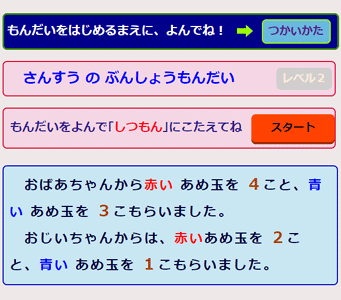 もんだいをはじめるまえに、よんでね！ つかいかた
さんすう の ぶんしょうもんだい レベル２
もんだいをよんで「しつもん」にこたえてね スタート
おばあちゃんから赤い あめ玉を ４こと、青
い あめ玉を ３こもらいました。
おじいちゃんからは、赤いあめ玉を ２こ
と、青い あめ玉を １こもらいました。